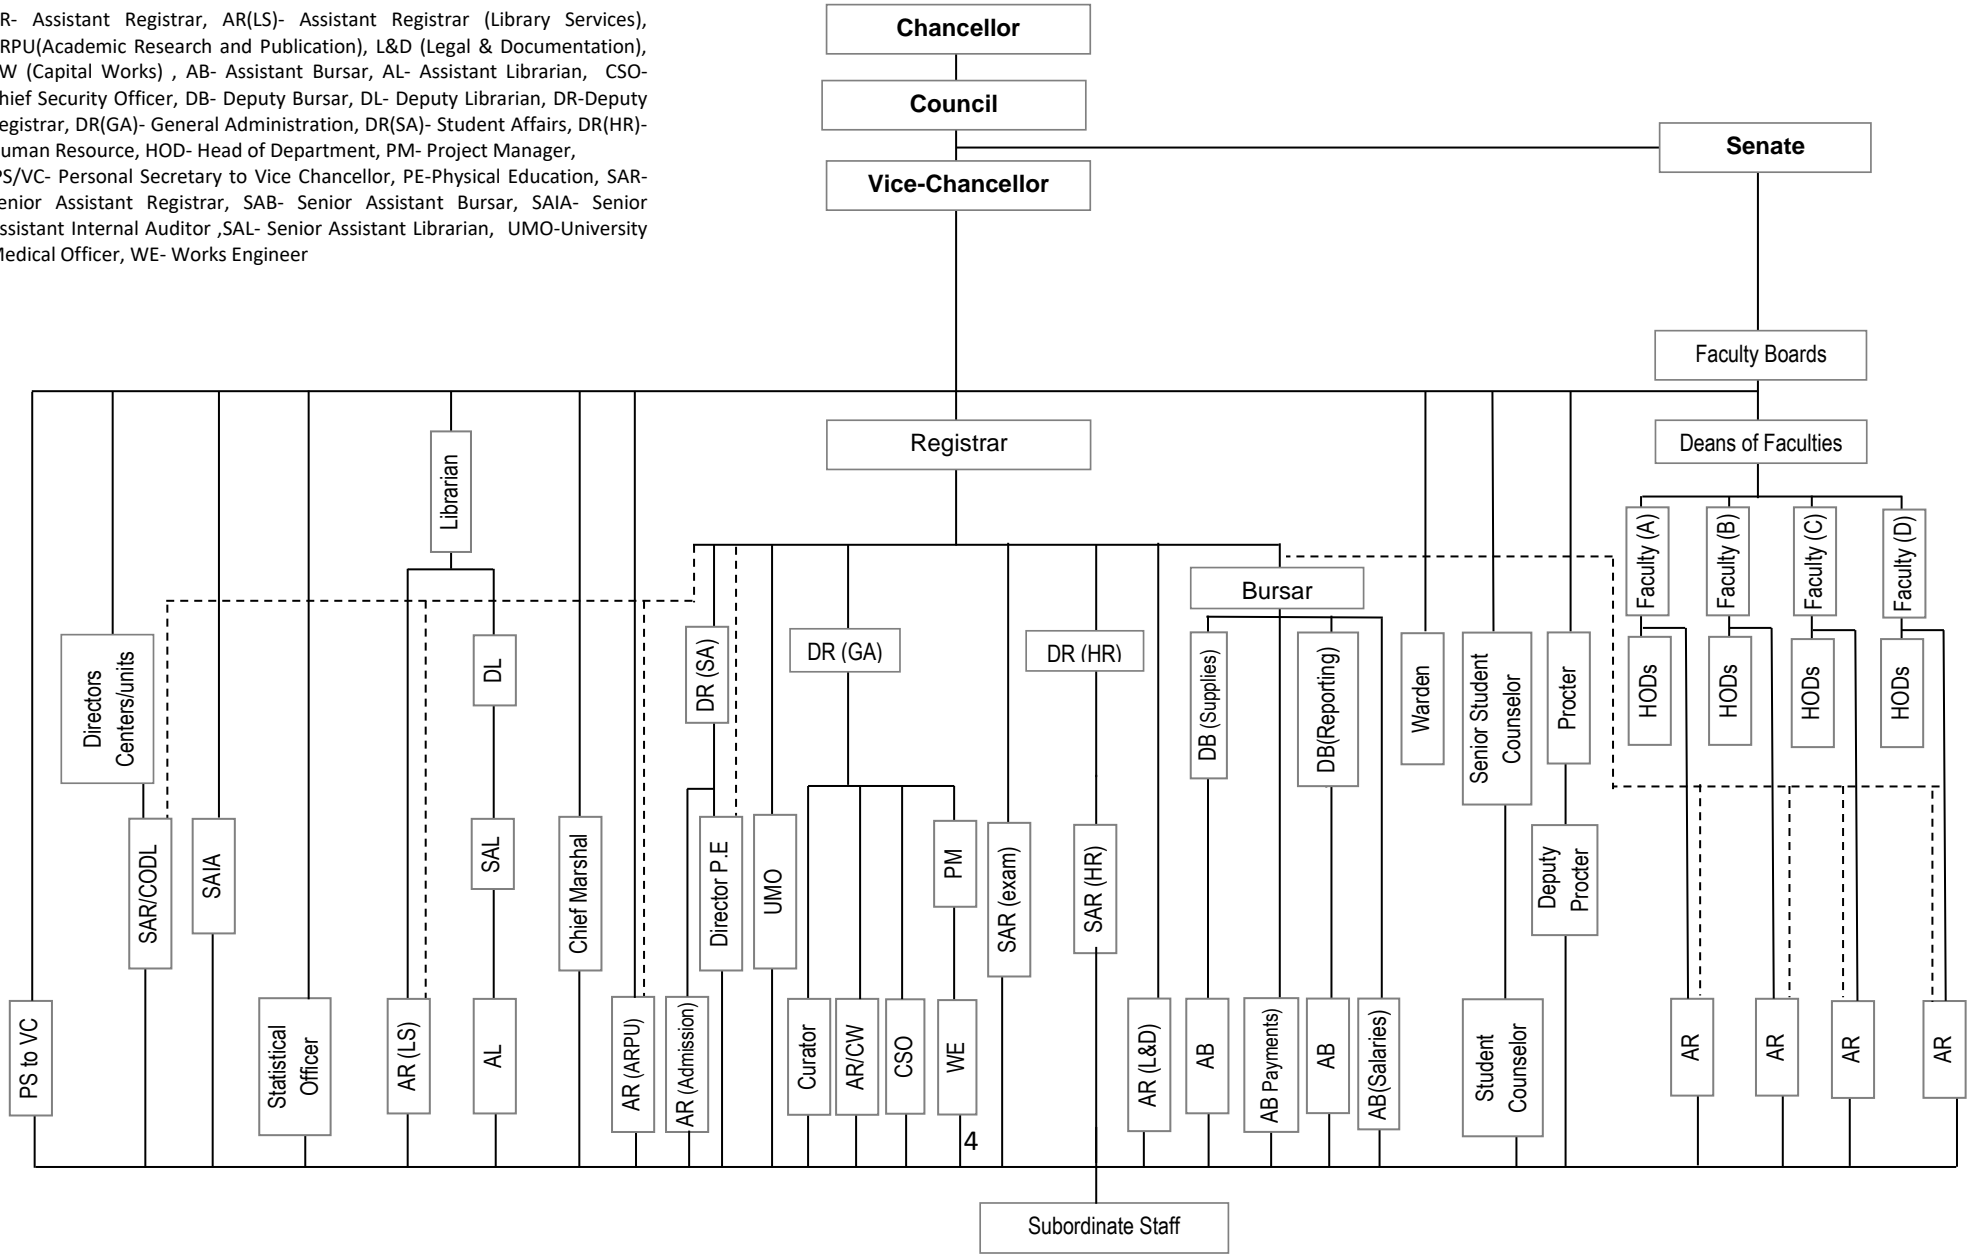 R- Assistant Registrar, AR(LS)- Assistant Registrar (Library Services),
RPU(Academic Research and Publication), L&D (Legal & Documentation),
W (Capital Works) , AB- Assistant Bursar, AL- Assistant Librarian, CSO-
hief Security Officer, DB- Deputy Bursar, DL- Deputy Librarian, DR-Deputy
egistrar, DR(GA)- General Administration, DR(SA)- Student Affairs, DR(HR)-
uman Resource, HOD- Head of Department, PM- Project Manager,
PS/VC- Personal Secretary to Vice Chancellor, PE-Physical Education, SAR-
enior Assistant Registrar, SAB- Senior Assistant Bursar, SAIA- Senior
ssistant Internal Auditor ,SAL- Senior Assistant Librarian, UMO-University
Medical Officer, WE- Works Engineer
Chancellor
Council
Senate
Vice-Chancellor
Faculty Boards
Registrar
Deans of Faculties
Librarian
Faculty (A)
Faculty (B)
Faculty (C)
Faculty (D)
Bursar
Directors
Centers/units
DL
DR (SA)
DR (GA)
DR (HR)
DB (Supplies)
DB(Reporting)
Warden
Senior Student
Counselor
Procter
HODs
HODs
HODs
HODs
SAR/CODL
SAIA
SAL
Chief Marshal
Director P.E
UMO
PM
SAR (exam)
SAR (HR)
Deputy
Procter
PS to VC
Statistical
Officer
AR (LS)
AL
AR (ARPU)
AR (Admission)
Curator
AR/CW
CSO
WE
AR (L&D)
AB
AB Payments)
AB
AB(Salaries)
Student
Counselor
AR
AR
AR
AR
4
Subordinate Staff